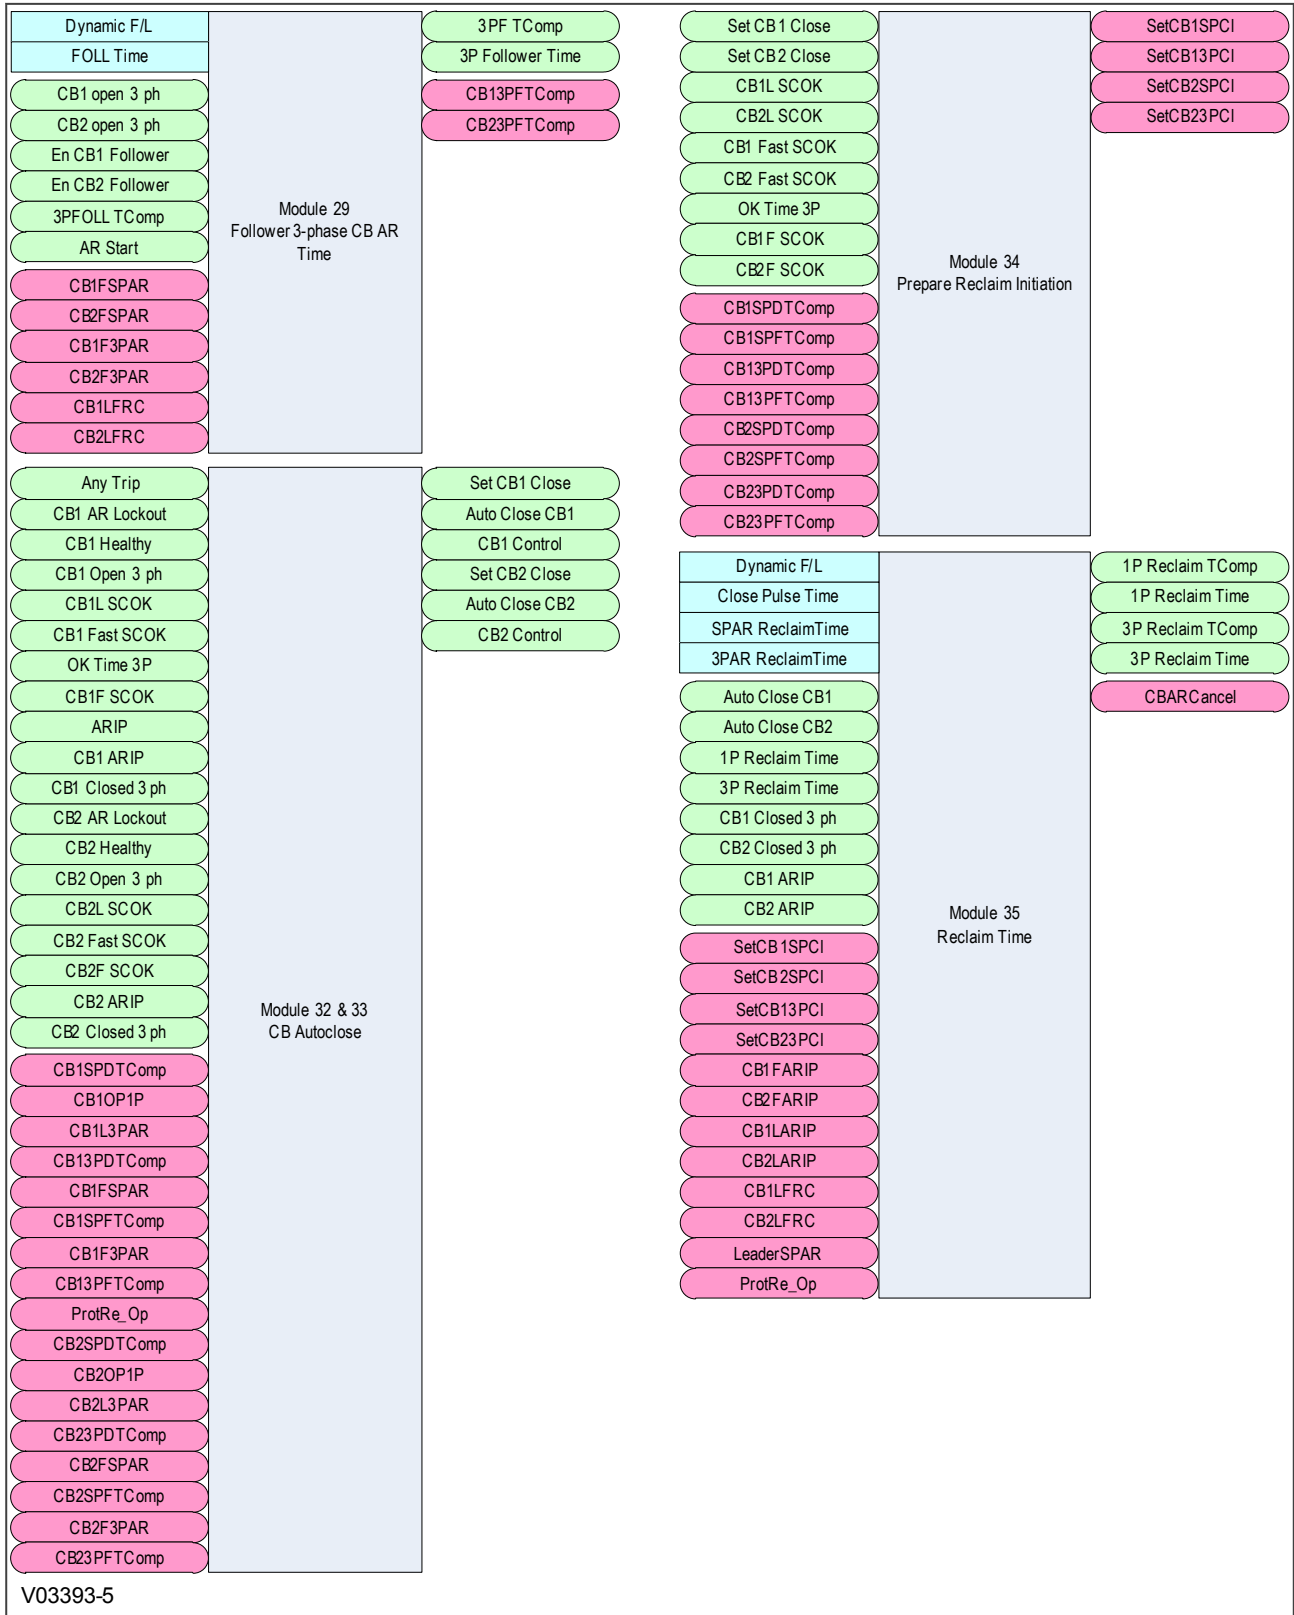 Dynamic F/L
FOLL Time
CB1 open 3 ph
CB2 open 3 ph
En CB1 Follower
En CB2 Follower
3PFOLL TComp
AR Start
CB1FSPAR
CB2FSPAR
CB1F3PAR
CB2F3PAR
CB1LFRC
CB2LFRC
Module 29
Follower 3-phase CB AR
Time
3PF TComp
3P Follower Time
CB13PFTComp
CB23PFTComp
Any Trip
CB1 AR Lockout
CB1 Healthy
CB1 Open 3 ph
CB1L SCOK
CB1 Fast SCOK
OK Time 3P
CB1F SCOK
ARIP
CB1 ARIP
CB1 Closed 3 ph
CB2 AR Lockout
CB2 Healthy
CB2 Open 3 ph
CB2L SCOK
CB2 Fast SCOK
CB2F SCOK
CB2 ARIP
CB2 Closed 3 ph
CB1SPDTComp
CB1OP1P
CB1L3PAR
CB13PDTComp
CB1FSPAR
CB1SPFTComp
CB1F3PAR
CB13PFTComp
ProtRe_Op
CB2SPDTComp
CB2OP1P
CB2L3PAR
CB23PDTComp
CB2FSPAR
CB2SPFTComp
CB2F3PAR
CB23PFTComp
Module 32 & 33
CB Autoclose
Set CB1 Close
Auto Close CB1
CB1 Control
Set CB2 Close
Auto Close CB2
CB2 Control
Set CB1 Close
Set CB2 Close
CB1L SCOK
CB2L SCOK
CB1 Fast SCOK
CB2 Fast SCOK
OK Time 3P
CB1F SCOK
CB2F SCOK
CB1SPDTComp
CB1SPFTComp
CB13PDTComp
CB13PFTComp
CB2SPDTComp
CB2SPFTComp
CB23PDTComp
CB23PFTComp
Module 34
Prepare Reclaim Initiation
SetCB1SPCI
SetCB13PCI
SetCB2SPCI
SetCB23PCI
Dynamic F/L
Close Pulse Time
SPAR ReclaimTime
3PAR ReclaimTime
Auto Close CB1
Auto Close CB2
1P Reclaim Time
3P Reclaim Time
CB1 Closed 3 ph
CB2 Closed 3 ph
CB1 ARIP
CB2 ARIP
SetCB1SPCI
SetCB2SPCI
SetCB13PCI
SetCB23PCI
CB1FARIP
CB2FARIP
CB1LARIP
CB2LARIP
CB1LFRC
CB2LFRC
LeaderSPAR
ProtRe_Op
Module 35
Reclaim Time
1P Reclaim TComp
1P Reclaim Time
3P Reclaim TComp
3P Reclaim Time
CBARCancel
V03393-5